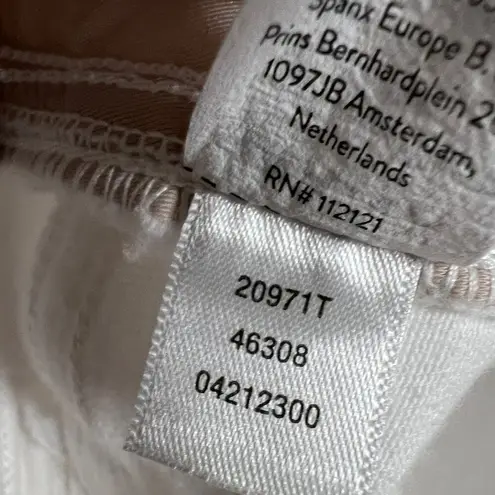 Spanx Europe B.
Prins Bernhardplein 2
1097JB Amsterdam,
Netherlands
RN# 112121
20971T
46308
04212300